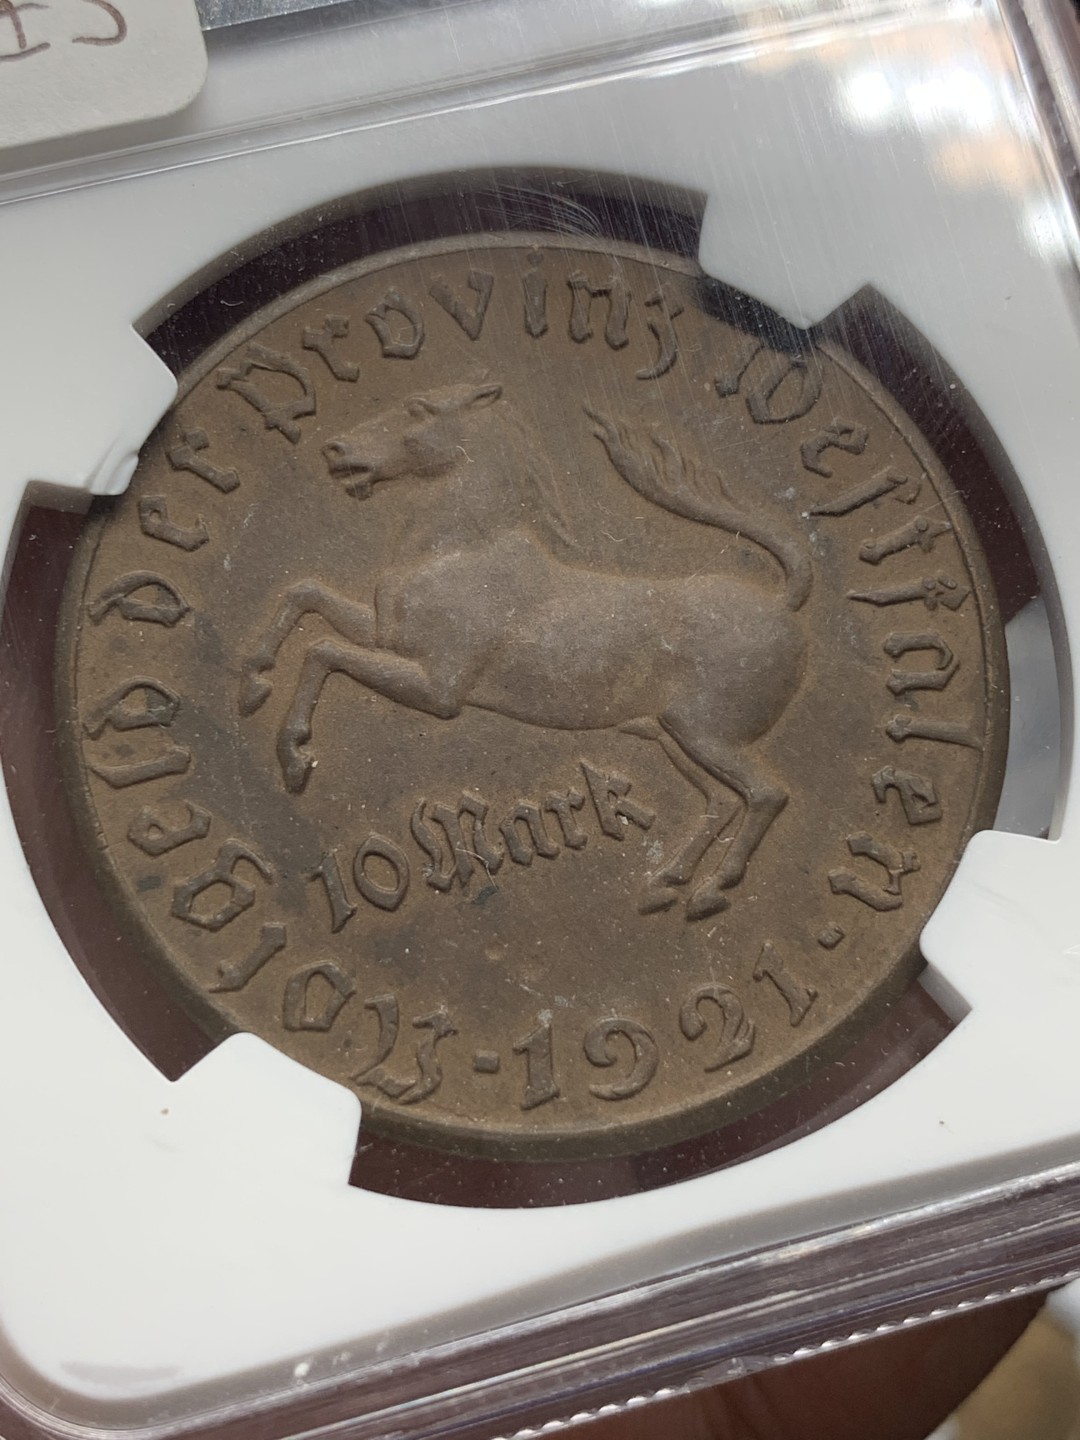 Notgeld der Provinz Westfalen · 1921 ·
10 Mark